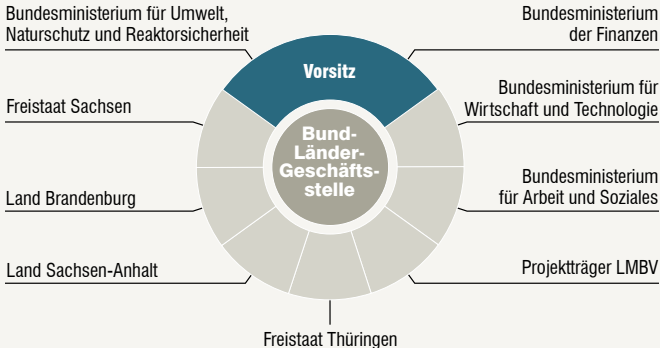 Bundesministerium für Umwelt,
Naturschutz und Reaktorsicherheit
Bundesministerium
der Finanzen
Vorsitz
Freistaat Sachsen
Bundesministerium für
Wirtschaft und Technologie
Bund-
Länder-
Geschäfts-
stelle
Land Brandenburg
Bundesministerium
für Arbeit und Soziales
Land Sachsen-Anhalt
Projektträger LMBV
Freistaat Thüringen